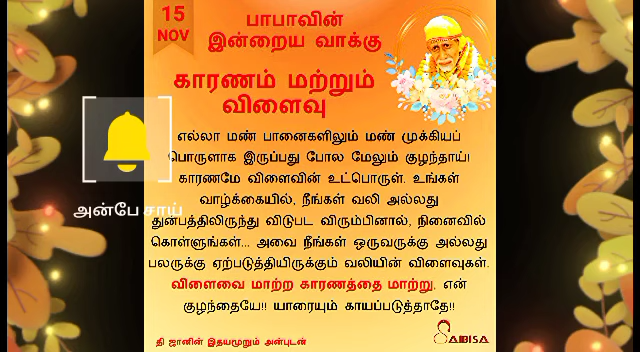 15
NOV
பாபாவின்
இன்றைய வாக்கு
காரணம் மற்றும்
விளைவு
எல்லா மண் பானைகளிலும் மண் முக்கியப்
பொருளாக இருப்பது போல மேலும் குழந்தாய்!
காரணமே விளைவின் உட்பொருள். உங்கள்
வாழ்க்கையில், நீங்கள் வலி அல்லது
துன்பத்திலிருந்து விடுபட விரும்பினால், நினைவில்
கொள்ளுங்கள்... அவை நீங்கள் ஒருவருக்கு அல்லது
பலருக்கு ஏற்படுத்தியிருக்கும் வலியின் விளைவுகள்.
விளைவை மாற்ற காரணத்தை மாற்று. என்
குழந்தையே!! யாரையும் காயப்படுத்தாதே!!
அன்பே சாய்
தி ஜானின் இதயமூறும் அன்புடன்
SAIBISA